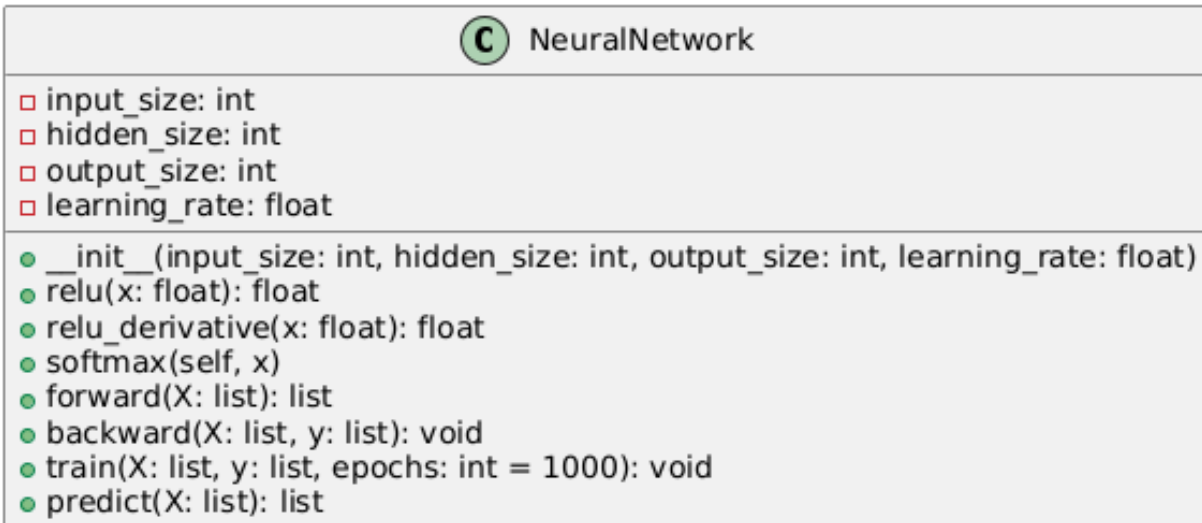 C NeuralNetwork
input_size: int
hidden_size: int
output_size: int
learning_rate: float
__init__(input_size: int, hidden_size: int, output_size: int, learning_rate: float)
relu(x: float): float
relu_derivative(x: float): float
softmax(self, x)
forward(X: list): list
backward(X: list, y: list): void
train(X: list, y: list, epochs: int = 1000): void
predict(X: list): list